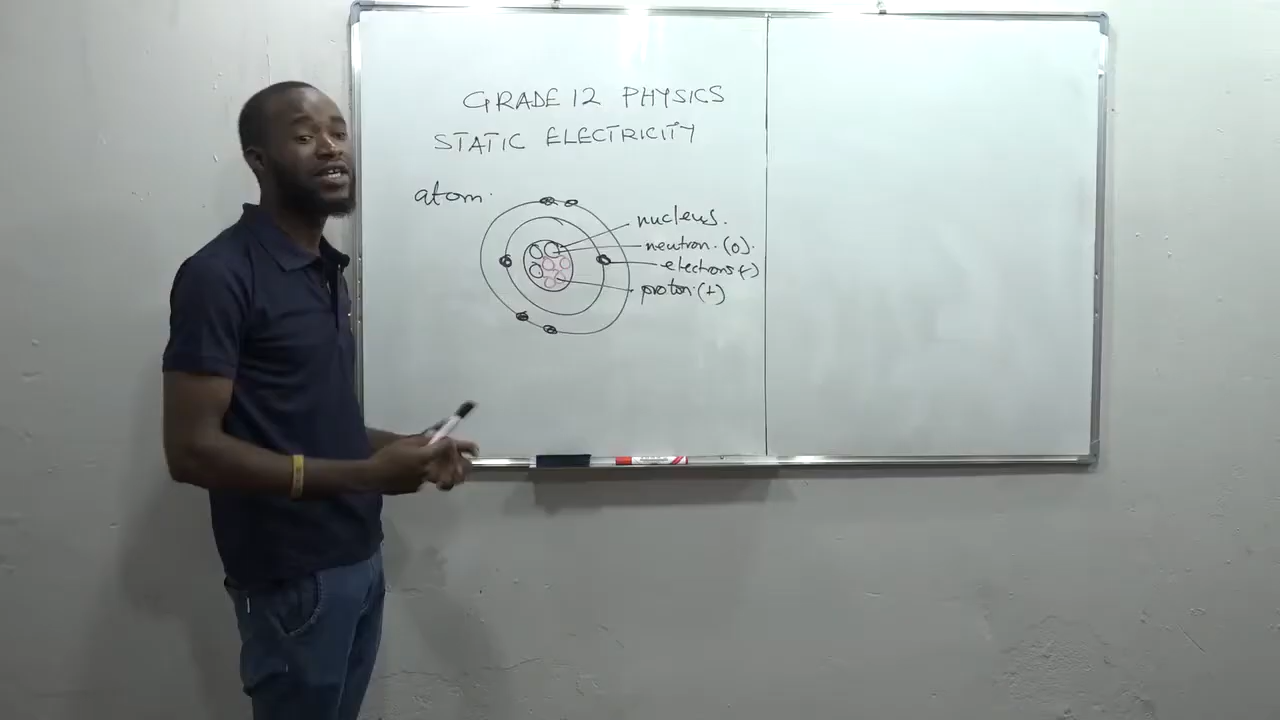 GRADE 12 PHYSICS
STATIC ELECTRICITY
atom.
nucleus.
neutron. (0).
electrons (-)
proton. (+)